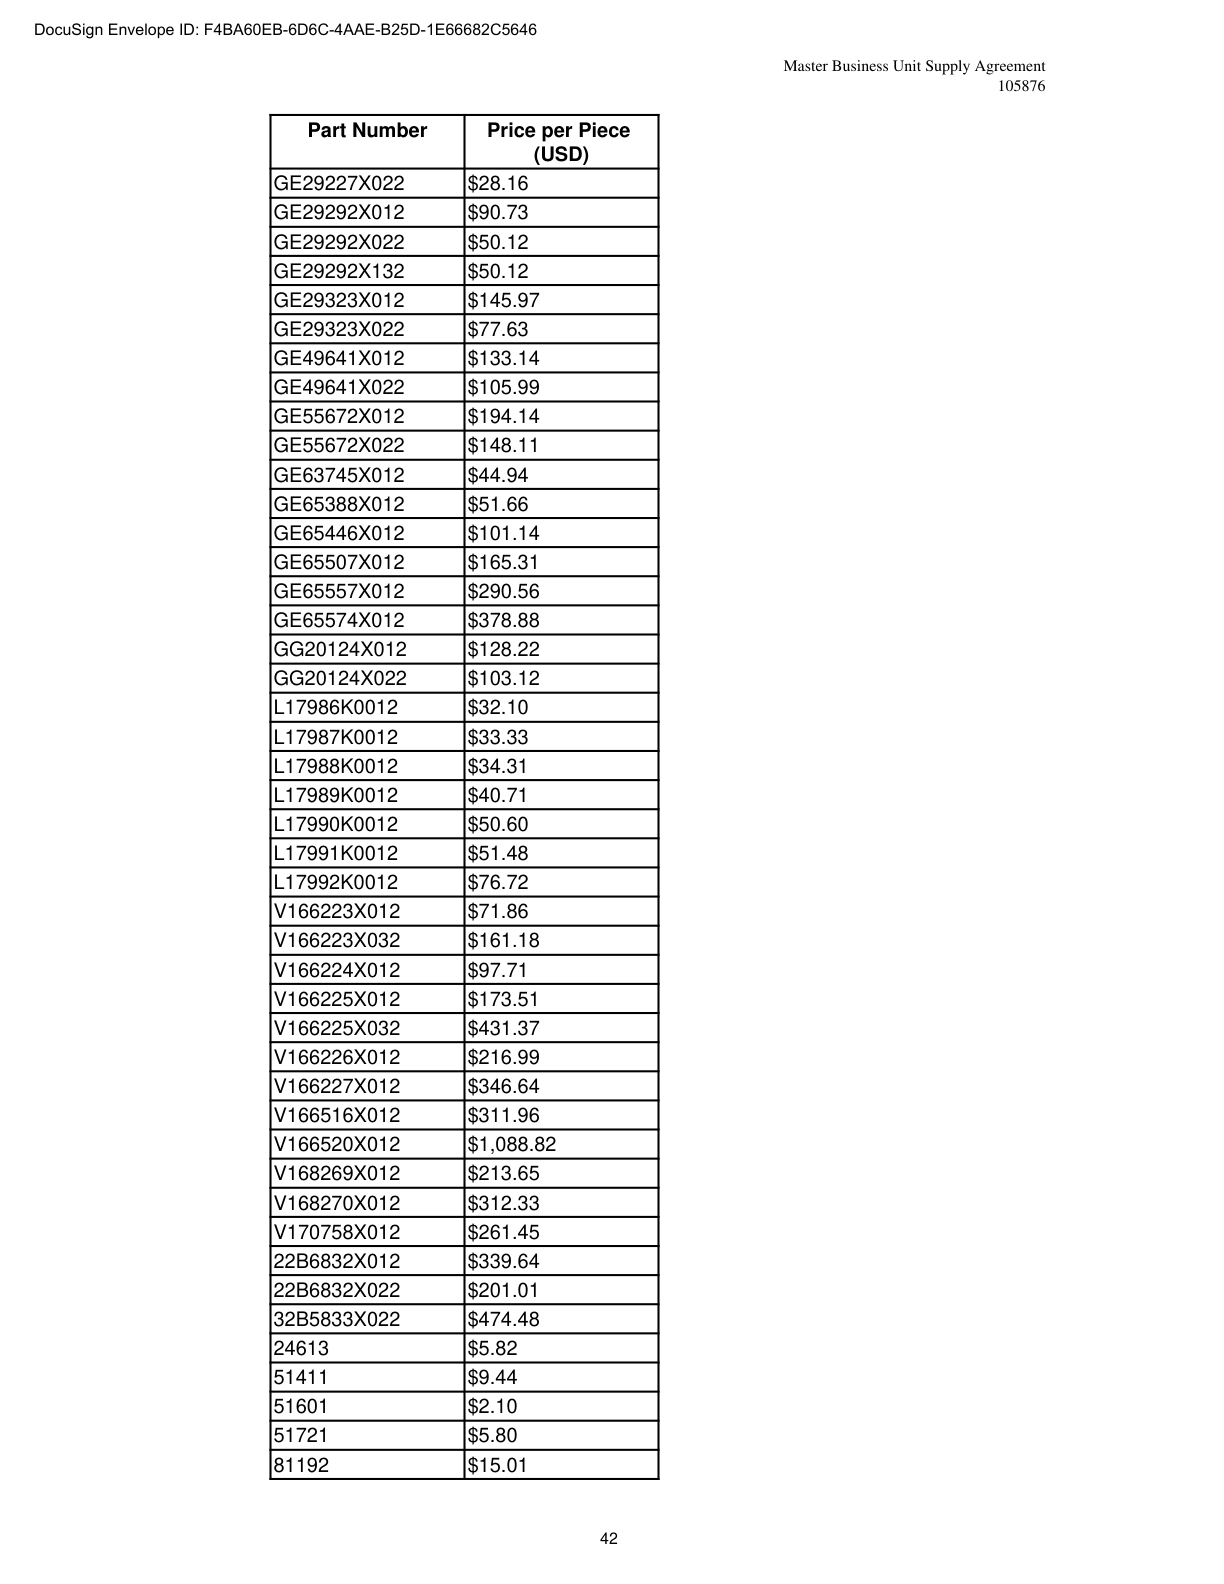 DocuSign Envelope ID: F4BA60EB-6D6C-4AAE-B25D-1E66682C5646
Master Business Unit Supply Agreement
105876
Part Number Price per Piece
(USD)
GE29227X022 $28.16
GE29292X012 $90.73
GE29292X022 $50.12
GE29292X132 $50.12
GE29323X012 $145.97
GE29323X022 $77.63
GE49641X012 $133.14
GE49641X022 $105.99
GE55672X012 $194.14
GE55672X022 $148.11
GE63745X012 $44.94
GE65388X012 $51.66
GE65446X012 $101.14
GE65507X012 $165.31
GE65557X012 $290.56
GE65574X012 $378.88
GG20124X012 $128.22
GG20124X022 $103.12
L17986K0012 $32.10
L17987K0012 $33.33
L17988K0012 $34.31
L17989K0012 $40.71
L17990K0012 $50.60
L17991K0012 $51.48
L17992K0012 $76.72
V166223X012 $71.86
V166223X032 $161.18
V166224X012 $97.71
V166225X012 $173.51
V166225X032 $431.37
V166226X012 $216.99
V166227X012 $346.64
V166516X012 $311.96
V166520X012 $1,088.82
V168269X012 $213.65
V168270X012 $312.33
V170758X012 $261.45
22B6832X012 $339.64
22B6832X022 $201.01
32B5833X022 $474.48
24613 $5.82
51411 $9.44
51601 $2.10
51721 $5.80
81192 $15.01
42